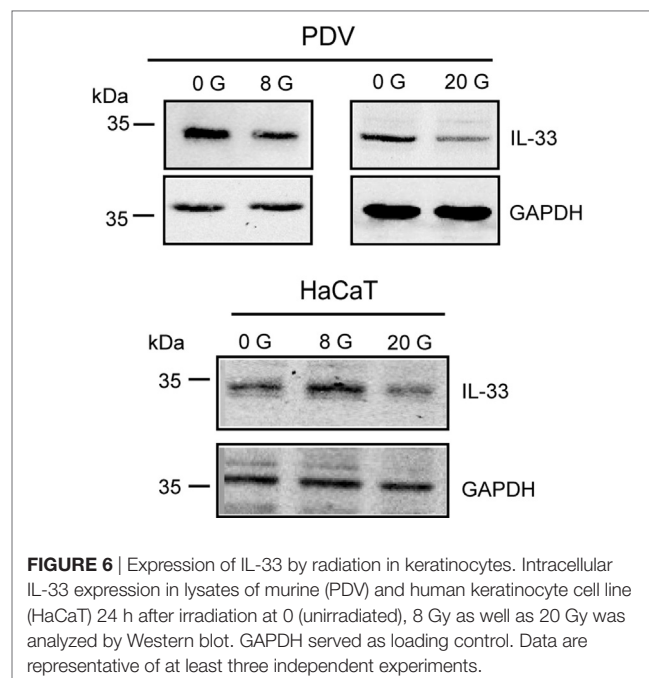 PDV
0 G 8 G 0 G 20 G
kDa
35
IL-33
35
GAPDH
HaCaT
kDa 0 G 8 G 20 G
35
IL-33
35
GAPDH
FIGURE 6 | Expression of IL-33 by radiation in keratinocytes. Intracellular
IL-33 expression in lysates of murine (PDV) and human keratinocyte cell line
(HaCaT) 24 h after irradiation at 0 (unirradiated), 8 Gy as well as 20 Gy was
analyzed by Western blot. GAPDH served as loading control. Data are
representative of at least three independent experiments.